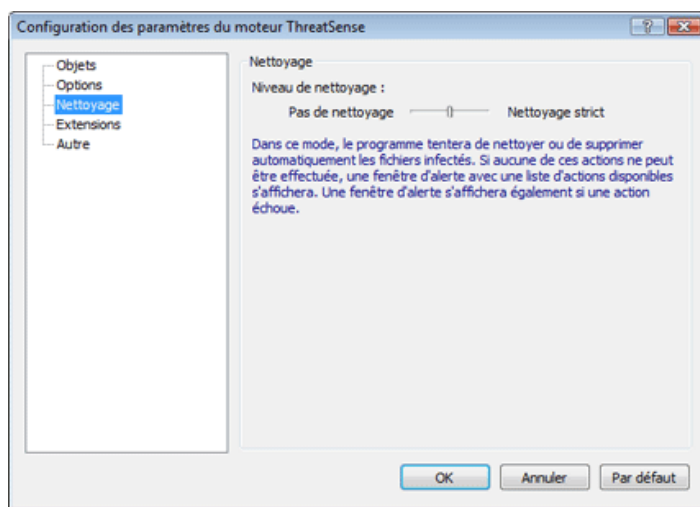 Configuration des paramètres du moteur ThreatSense
Objets
Options
Nettoyage
Extensions
Autre
Nettoyage
Niveau de nettoyage :
Pas de nettoyage Nettoyage strict
Dans ce mode, le programme tentera de nettoyer ou de supprimer
automatiquement les fichiers infectés. Si aucune de ces actions ne peut
être effectuée, une fenêtre d'alerte avec une liste d'actions disponibles
s'affichera. Une fenêtre d'alerte s'affichera également si une action
échoue.
OK Annuler Par défaut